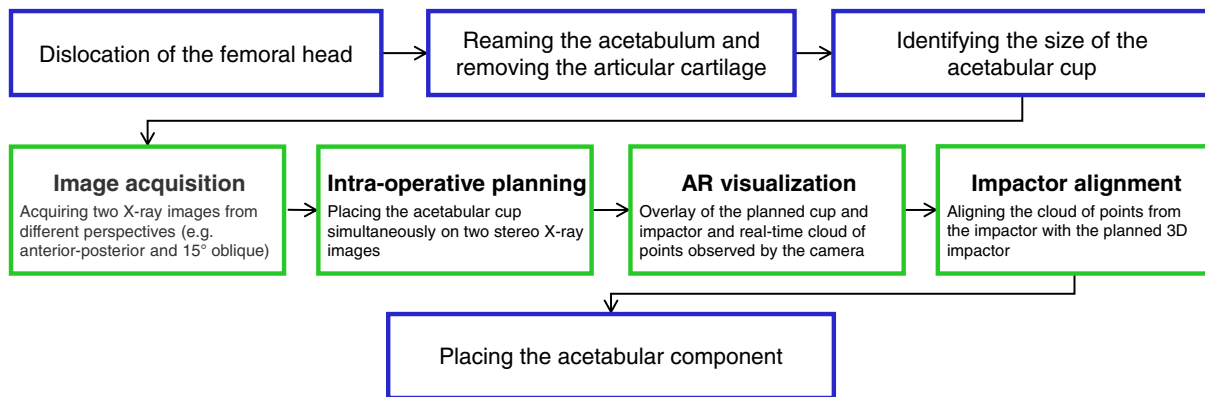 Dislocation of the femoral head
Reaming the acetabulum and
removing the articular cartilage
Identifying the size of the
acetabular cup
Image acquisition
Acquiring two X-ray images from
different perspectives (e.g.
anterior-posterior and 15° oblique)
Intra-operative planning
Placing the acetabular cup
simultaneously on two stereo X-ray
images
AR visualization
Overlay of the planned cup and
impactor and real-time cloud of
points observed by the camera
Impactor alignment
Aligning the cloud of points from
the impactor with the planned 3D
impactor
Placing the acetabular component